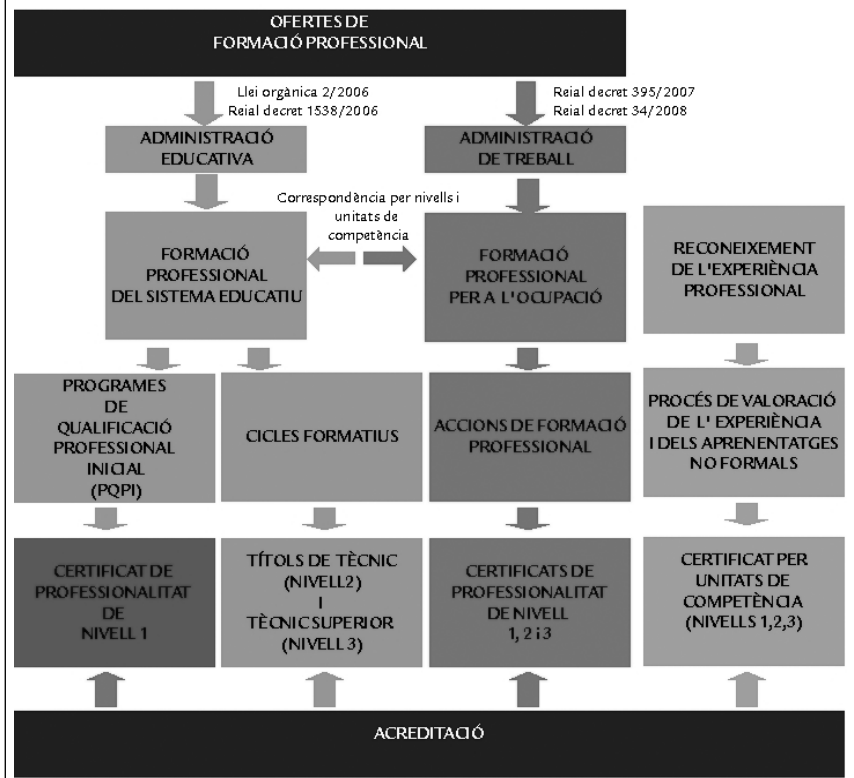 OFERTES DE
FORMACIÓ PROFESSIONAL
Llei orgànica 2/2006
Reial decret 1538/2006
Reial decret 395/2007
Reial decret 34/2008
ADMINISTRACIÓ
EDUCATIVA
ADMINISTRACIÓ
DE TREBALL
Correspondència per nivells i
unitats de
competència
FORMACIÓ
PROFESSIONAL
DEL SISTEMA EDUCATIU
FORMACIÓ
PROFESSIONAL
PER A L'OCUPACIÓ
RECONEIXEMENT
DE L'EXPERIÈNCIA
PROFESSIONAL
PROGRAMES
DE
QUALIFICACIÓ
PROFESSIONAL
INICIAL
(PQPI)
CICLES FORMATIUS
ACCIONS DE FORMACIÓ
PROFESSIONAL
PROCÉS DE VALORACIÓ
DE L' EXPERIÈNCIA
I DELS APRENENTATGES
NO FORMALS
CERTIFICAT DE
PROFESSIONALITAT
DE
NIVELL 1
TÍTOLS DE TÈCNIC
(NIVELL2)
I
TÈCNIC SUPERIOR
(NIVELL 3)
CERTIFICATS DE
PROFESSIONALITAT
DE NIVELL
1, 2 i 3
CERTIFICAT PER
UNITATS DE
COMPETÈNCIA
(NIVELLS 1,2,3)
ACREDITACIÓ